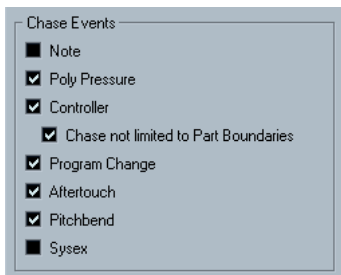 Chase Events
Note
Poly Pressure
Controller
Chase not limited to Part Boundaries
Program Change
Aftertouch
Pitchbend
Sysex